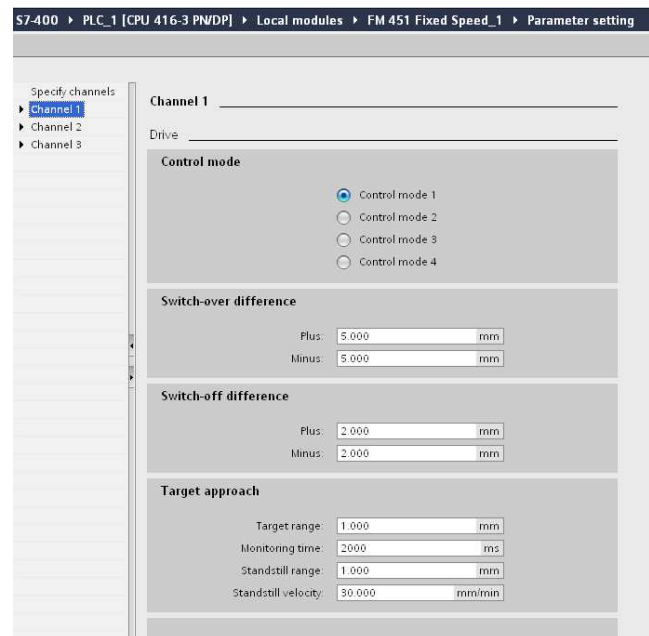 S7-400 ▸ PLC_1 [CPU 416-3 PN/DP] ▸ Local modules ▸ FM 451 Fixed Speed_1 ▸ Parameter setting
Specify channels
Channel 1
Channel 2
Channel 3
Channel 1
Drive
Control mode
Control mode 1
Control mode 2
Control mode 3
Control mode 4
Switch-over difference
Plus: 5.000 mm
Minus: 5.000 mm
Switch-off difference
Plus: 2.000 mm
Minus: 2.000 mm
Target approach
Target range: 1.000 mm
Monitoring time: 2000 ms
Standstill range: 1.000 mm
Standstill velocity: 30.000 mm/min